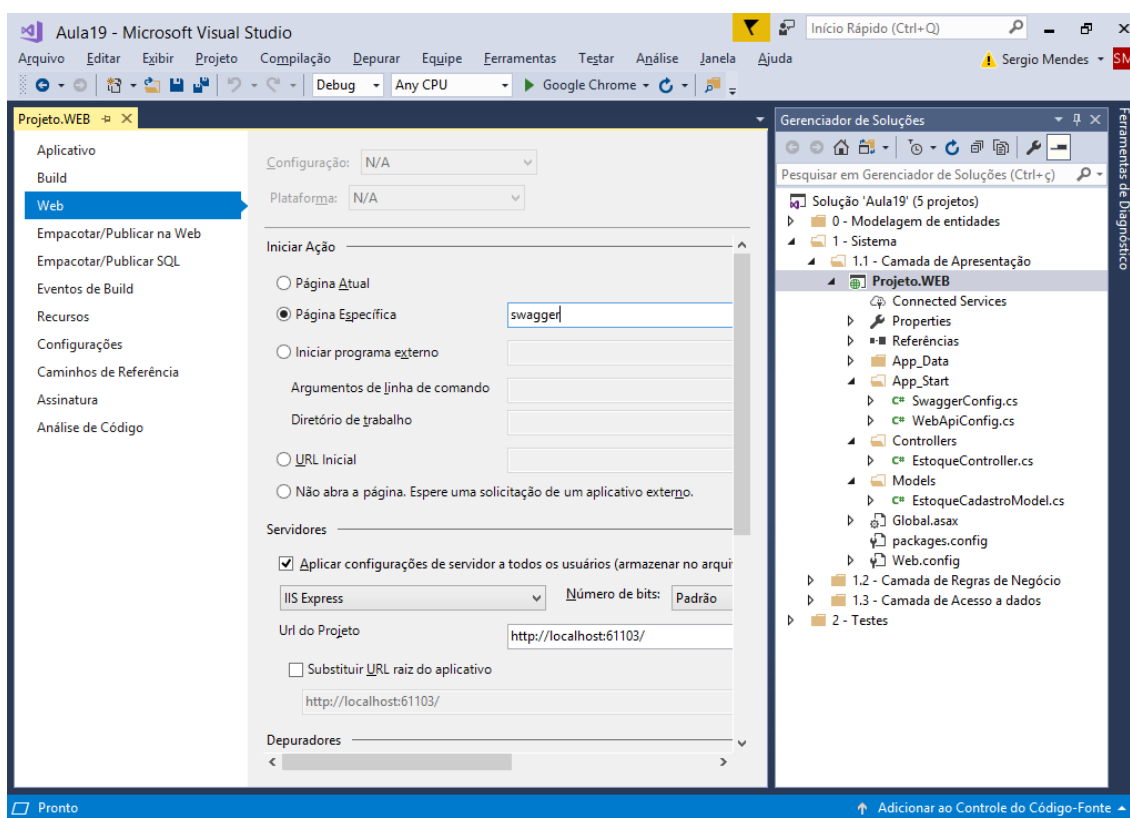 Aula19 - Microsoft Visual Studio
Início Rápido (Ctrl+Q)
Arquivo Editar Exibir Projeto Compilação Depurar Equipe Ferramentas Testar Análise Janela Ajuda
Sergio Mendes
SM
Debug Any CPU Google Chrome
Projeto.WEB
Aplicativo
Build
Web
Empacotar/Publicar na Web
Empacotar/Publicar SQL
Eventos de Build
Recursos
Configurações
Caminhos de Referência
Assinatura
Análise de Código
Configuração: N/A
Plataforma: N/A
Iniciar Ação
Página Atual
Página Específica swagger
Iniciar programa externo
Argumentos de linha de comando
Diretório de trabalho
URL Inicial
Não abra a página. Espere uma solicitação de um aplicativo externo.
Servidores
Aplicar configurações de servidor a todos os usuários (armazenar no arqui
IIS Express Número de bits: Padrão
Url do Projeto http://localhost:61103/
Substituir URL raiz do aplicativo
http://localhost:61103/
Depuradores
Gerenciador de Soluções
Pesquisar em Gerenciador de Soluções (Ctrl+ç)
Solução 'Aula19' (5 projetos)
0 - Modelagem de entidades
1 - Sistema
1.1 - Camada de Apresentação
Projeto.WEB
Connected Services
Properties
Referências
App_Data
App_Start
C# SwaggerConfig.cs
C# WebApiConfig.cs
Controllers
C# EstoqueController.cs
Models
C# EstoqueCadastroModel.cs
Global.asax
packages.config
Web.config
1.2 - Camada de Regras de Negócio
1.3 - Camada de Acesso a dados
2 - Testes
Ferramentas de Diagnóstico
Pronto
Adicionar ao Controle do Código-Fonte